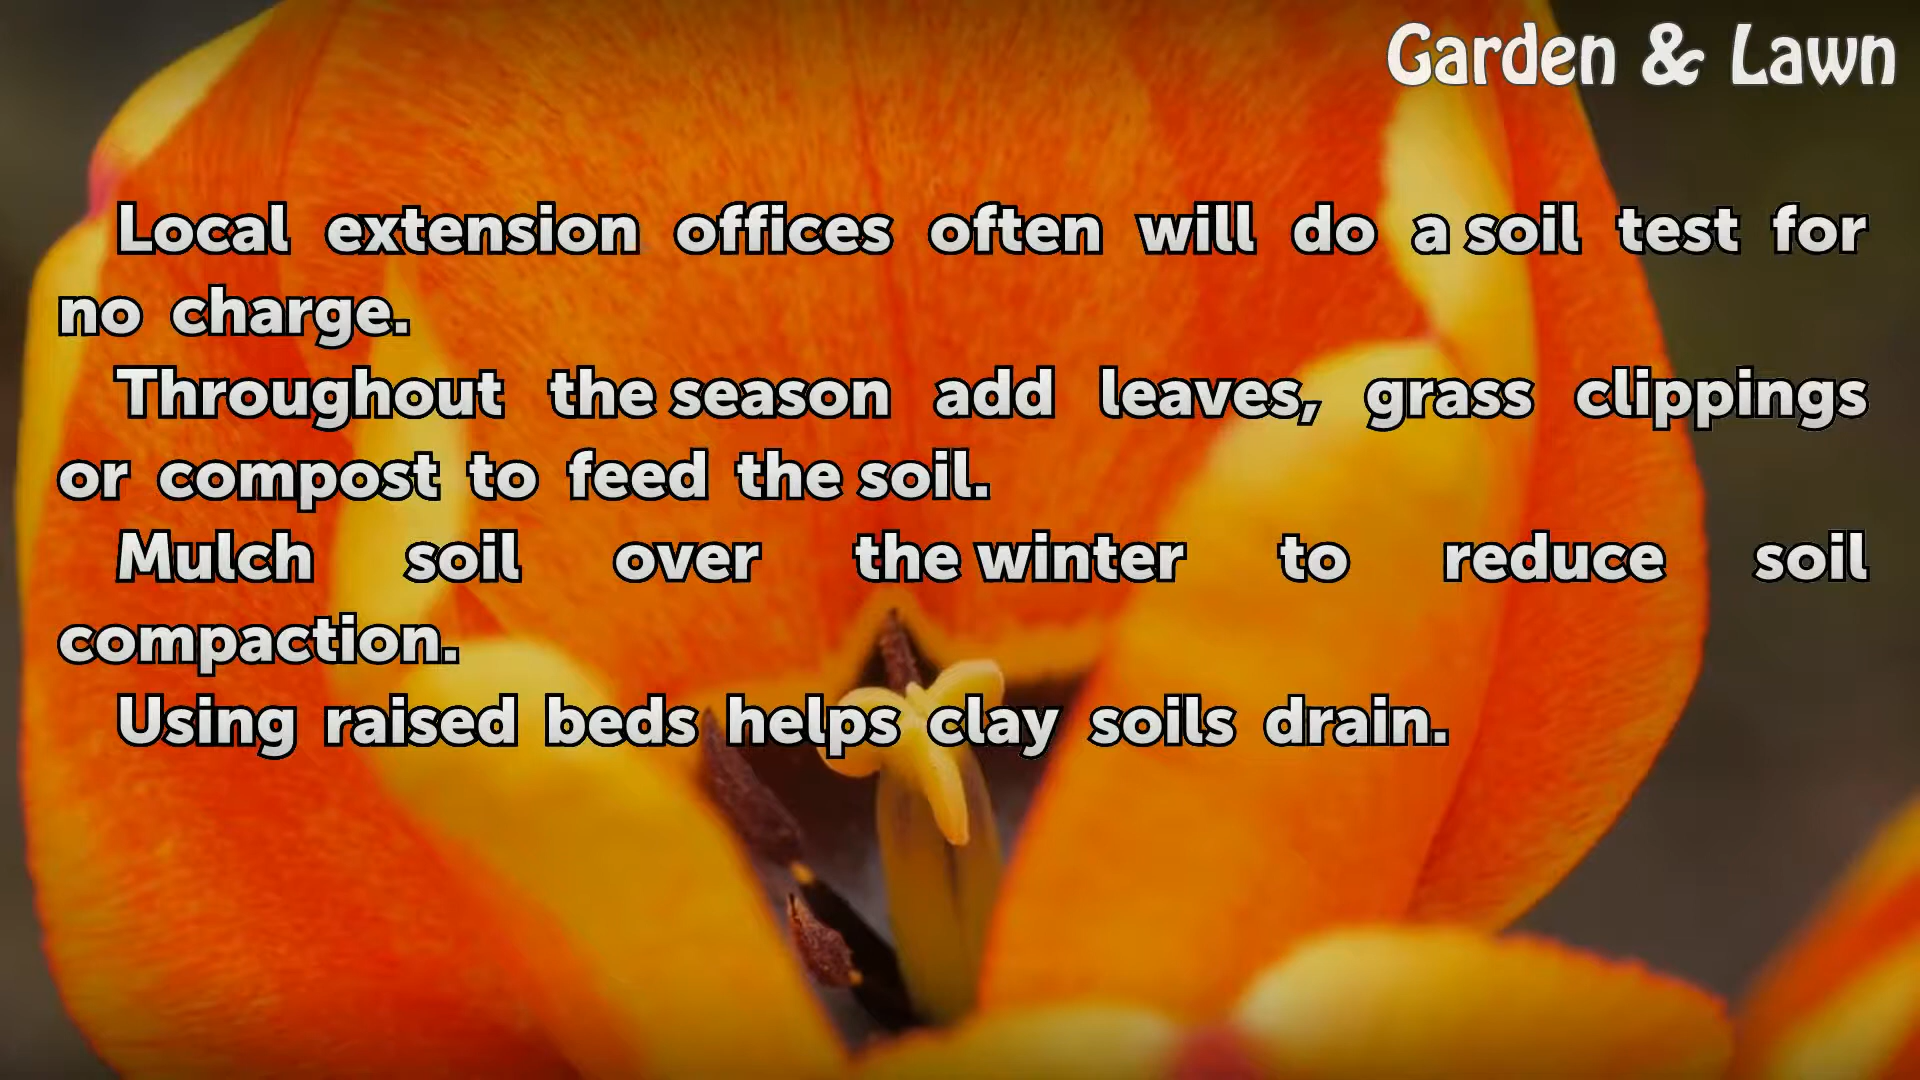 Garden & Lawn
Local extension offices often will do a soil test for
no charge.
Throughout the season add leaves, grass clippings
or compost to feed the soil.
Mulch soil over the winter to reduce soil
compaction.
Using raised beds helps clay soils drain.